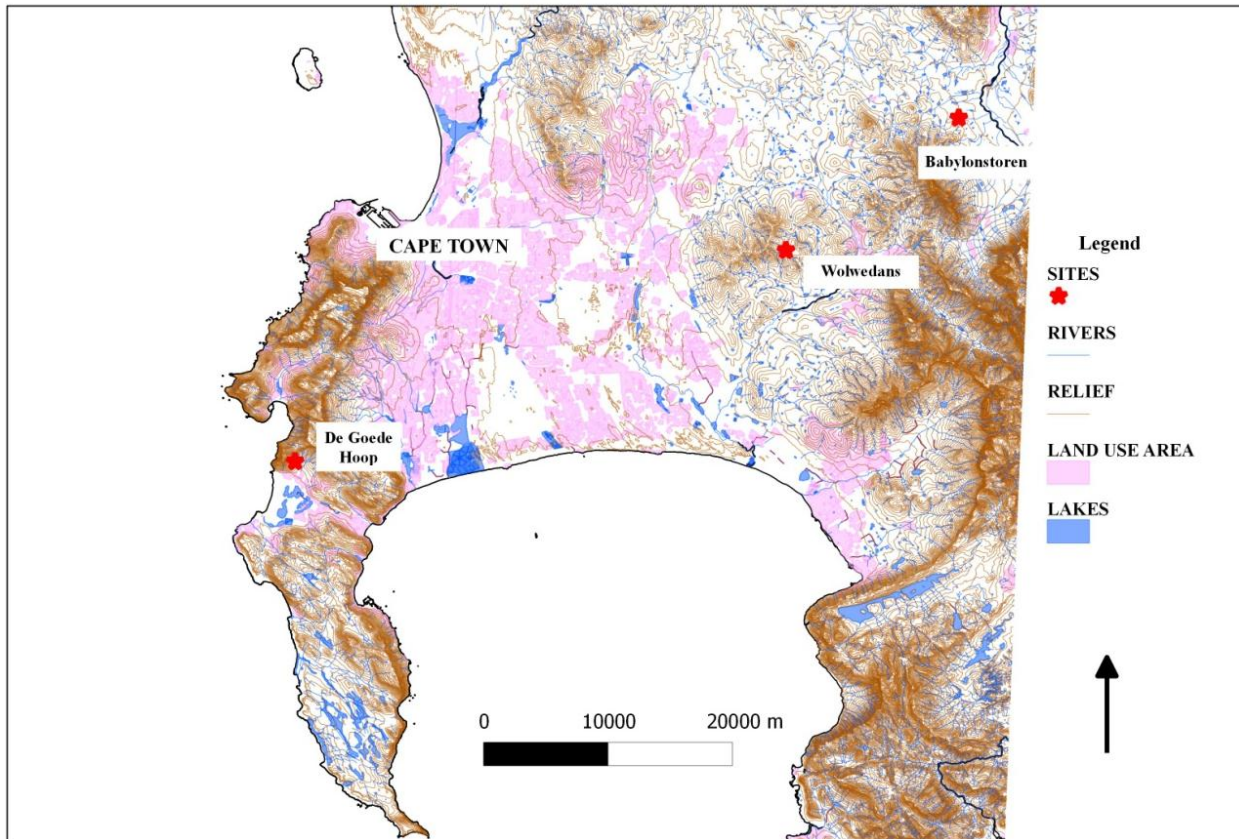 Babylonstoren
CAPE TOWN
Wolwedans
De Goede
Hoop
Legend
SITES
RIVERS
RELIEF
LAND USE AREA
LAKES
0 10000 20000 m